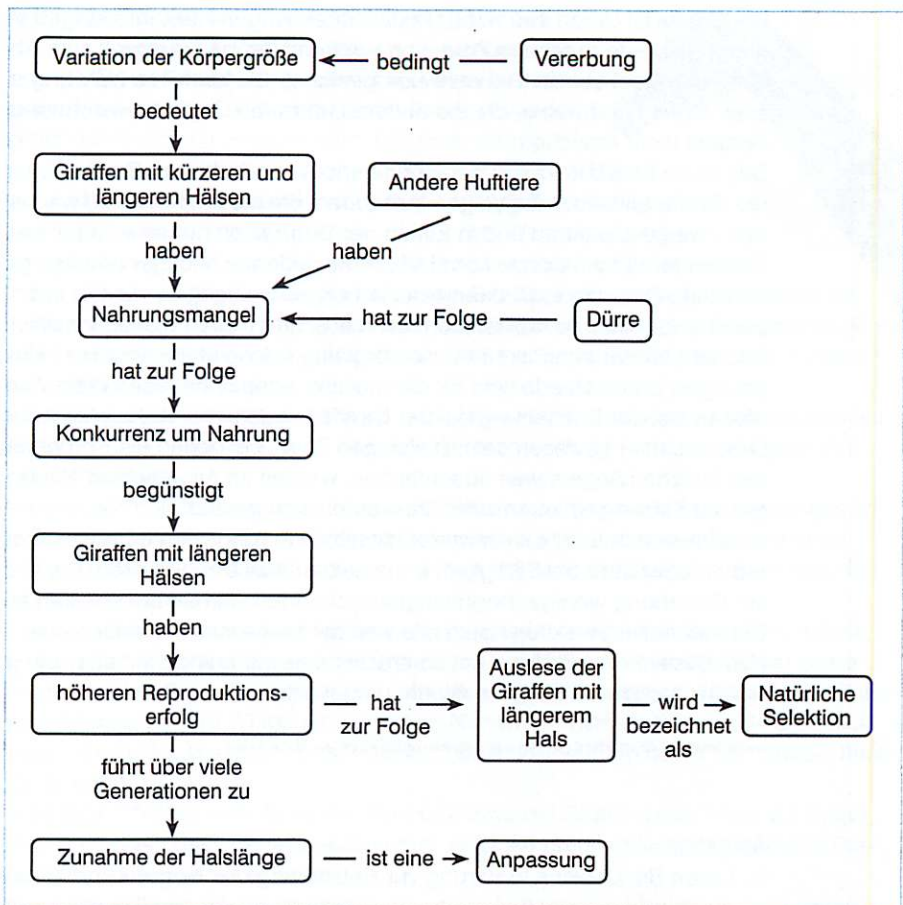 Variation der Körpergröße
bedingt
Vererbung
bedeutet
Giraffen mit kürzeren und
längeren Hälsen
Andere Huftiere
haben
haben
Nahrungsmangel
hat zur Folge
Dürre
hat zur Folge
Konkurrenz um Nahrung
begünstigt
Giraffen mit längeren
Hälsen
haben
höheren Reproduktions-
erfolg
hat
zur Folge
Auslese der
Giraffen mit
längerem
Hals
wird
bezeichnet
als
Natürliche
Selektion
führt über viele
Generationen zu
Zunahme der Halslänge
ist eine
Anpassung